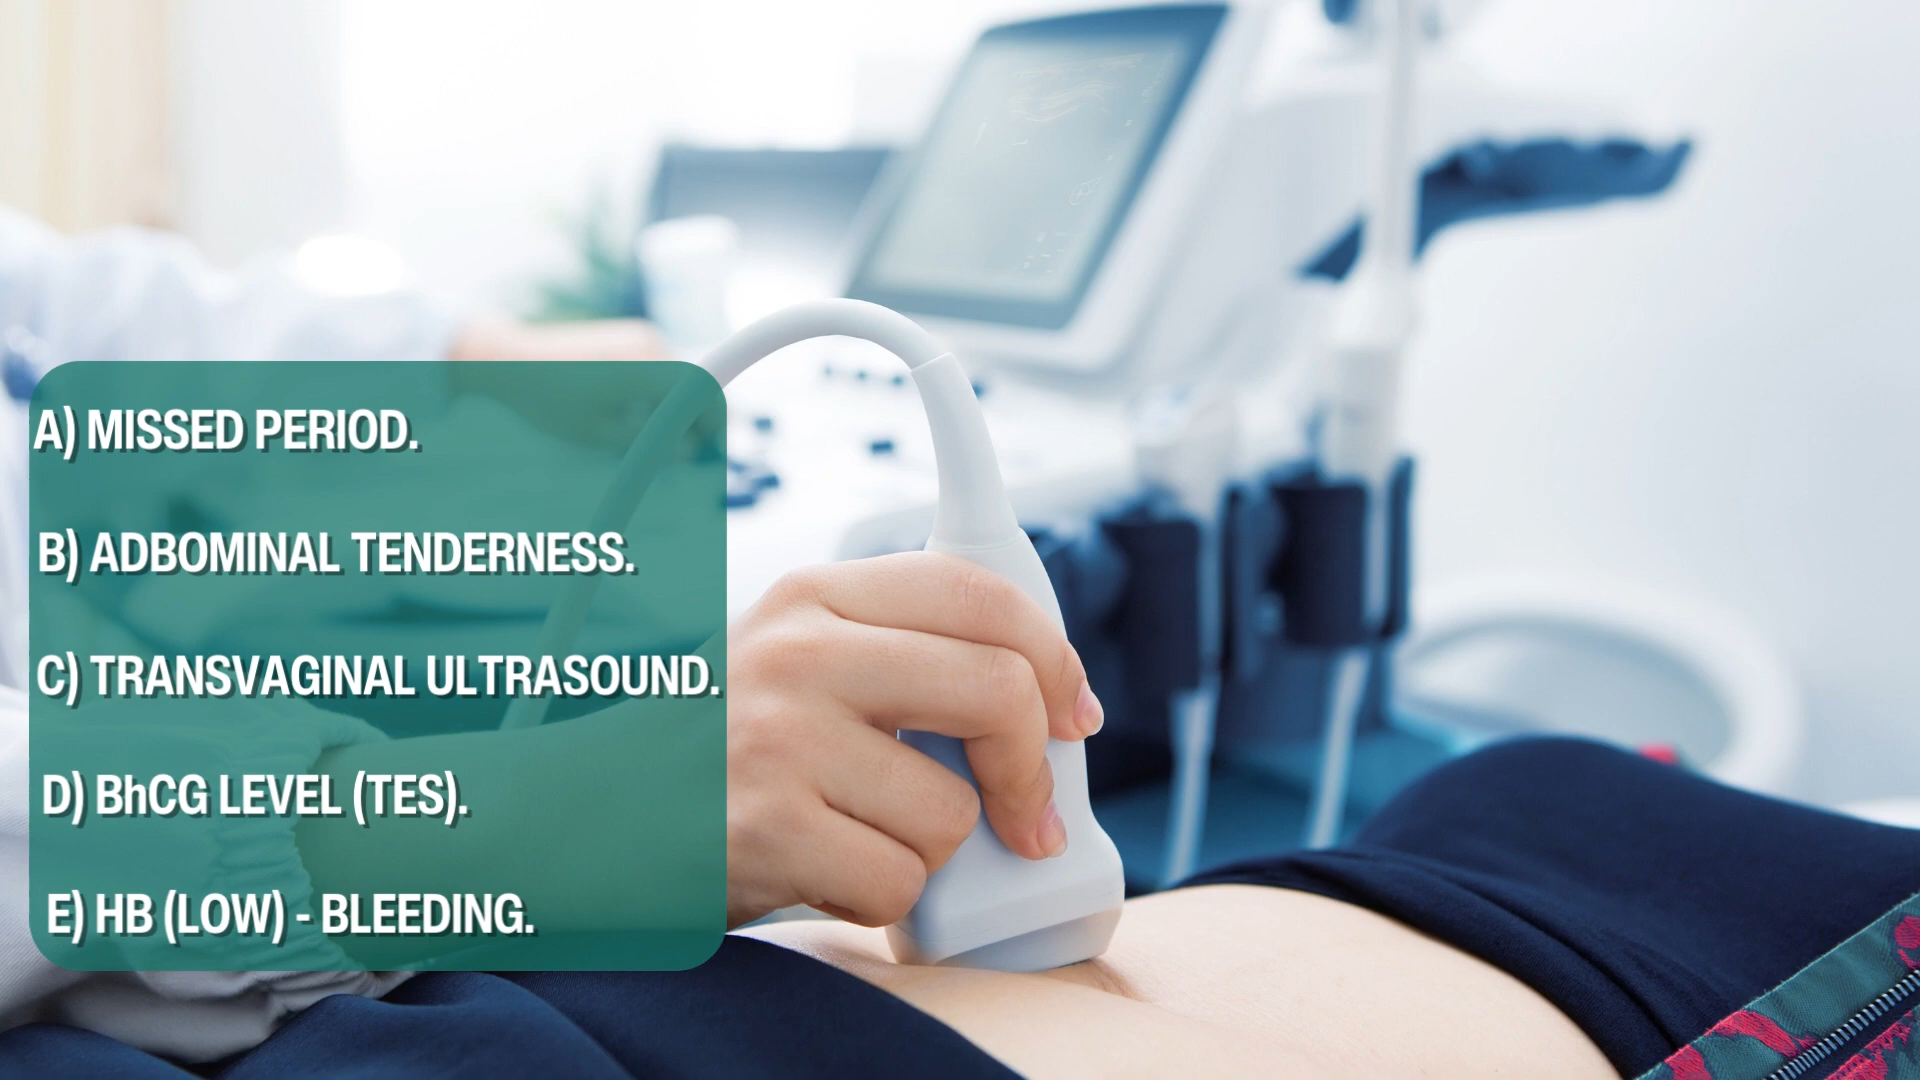 A) MISSED PERIOD.
B) ADBOMINAL TENDERNESS.
C) TRANSVAGINAL ULTRASOUND.
D) BhCG LEVEL (TES).
E) HB (LOW) - BLEEDING.